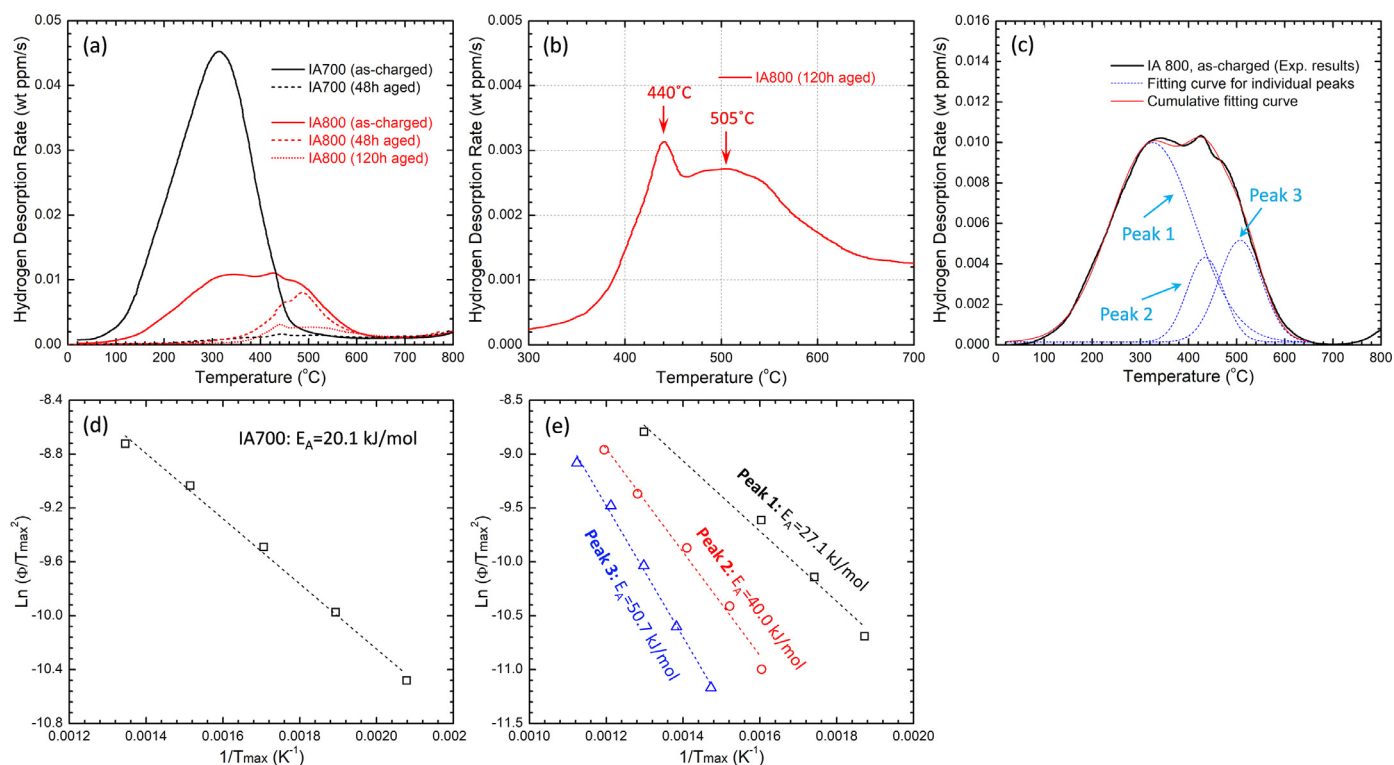 (a)
Hydrogen Desorption Rate (wt ppm/s)
0.05
0.04
0.03
0.02
0.01
0.00
IA700 (as-charged)
IA700 (48h aged)
IA800 (as-charged)
IA800 (48h aged)
IA800 (120h aged)
0 100 200 300 400 500 600 700 800
Temperature (°C)
(b)
Hydrogen Desorption Rate (wt ppm/s)
0.005
0.004
0.003
0.002
0.001
0.000
IA800 (120h aged)
440˚C
505˚C
300 400 500 600 700
Temperature (°C)
(c)
Hydrogen Desorption Rate (wt ppm/s)
0.016
0.014
0.012
0.010
0.008
0.006
0.004
0.002
0.000
IA 800, as-charged (Exp. results)
Fitting curve for individual peaks
Cumulative fitting curve
Peak 1
Peak 2
Peak 3
0 100 200 300 400 500 600 700 800
Temperature (°C)
(d)
IA700: EA=20.1 kJ/mol
Ln (Φ/Tmax²)
-8.4
-8.8
-9.2
-9.6
-10.0
-10.4
-10.8
0.0012 0.0014 0.0016 0.0018 0.0020 0.002
1/Tmax (K⁻¹)
(e)
Ln (Φ/Tmax²)
-8.5
-9.0
-9.5
-10.0
-10.5
-11.0
-11.5
Peak 1: EA=27.1 kJ/mol
Peak 2: EA=40.0 kJ/mol
Peak 3: EA=50.7 kJ/mol
0.0010 0.0012 0.0014 0.0016 0.0018 0.0020
1/Tmax (K⁻¹)